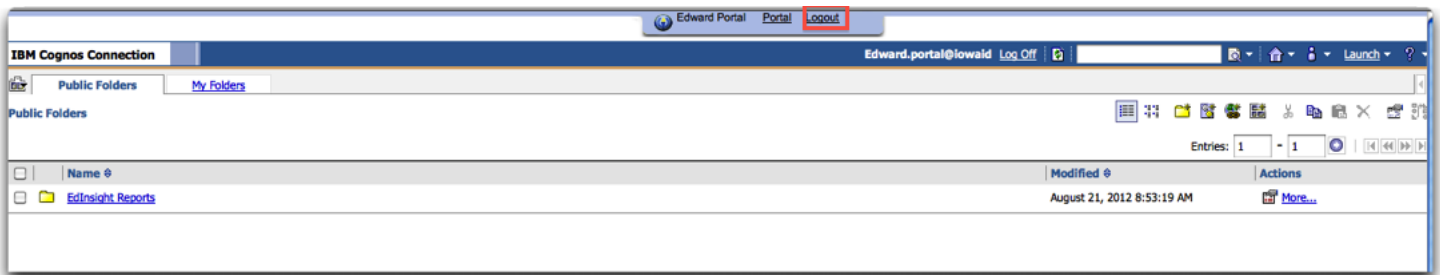 Edward Portal Portal Logout
IBM Cognos Connection Edward.portal@iowaid Log Off Launch ?
Public Folders My Folders
Public Folders
Entries: 1 - 1
Name Modified Actions
EdInsight Reports August 21, 2012 8:53:19 AM More...